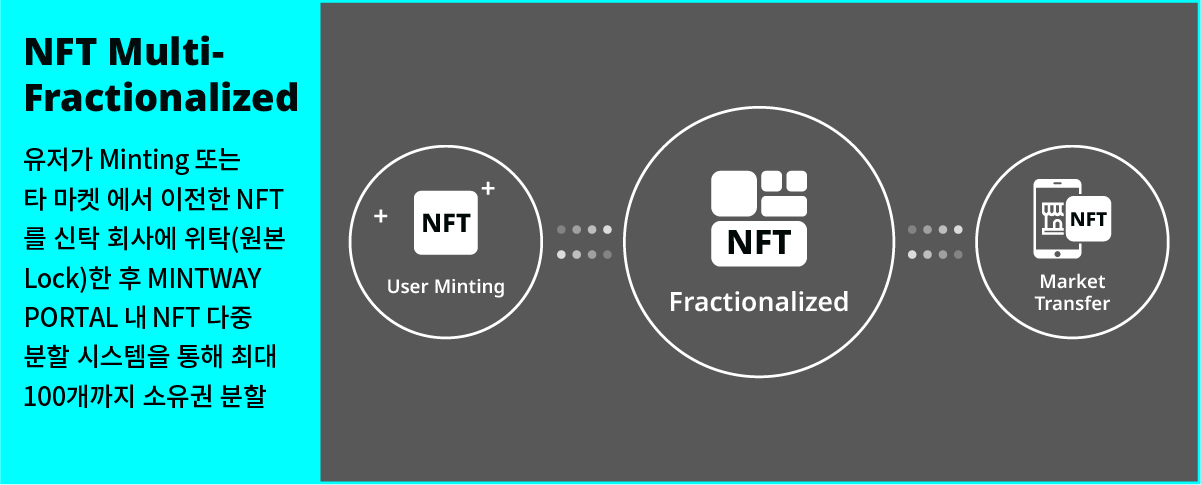 NFT Multi-
Fractionalized
유저가 Minting 또는
타 마켓 에서 이전한 NFT
를 신탁 회사에 위탁(원본
Lock)한 후 MINTWAY
PORTAL 내 NFT 다중
분할 시스템을 통해 최대
100개까지 소유권 분할
NFT
User Minting
NFT
Fractionalized
NFT
Market
Transfer